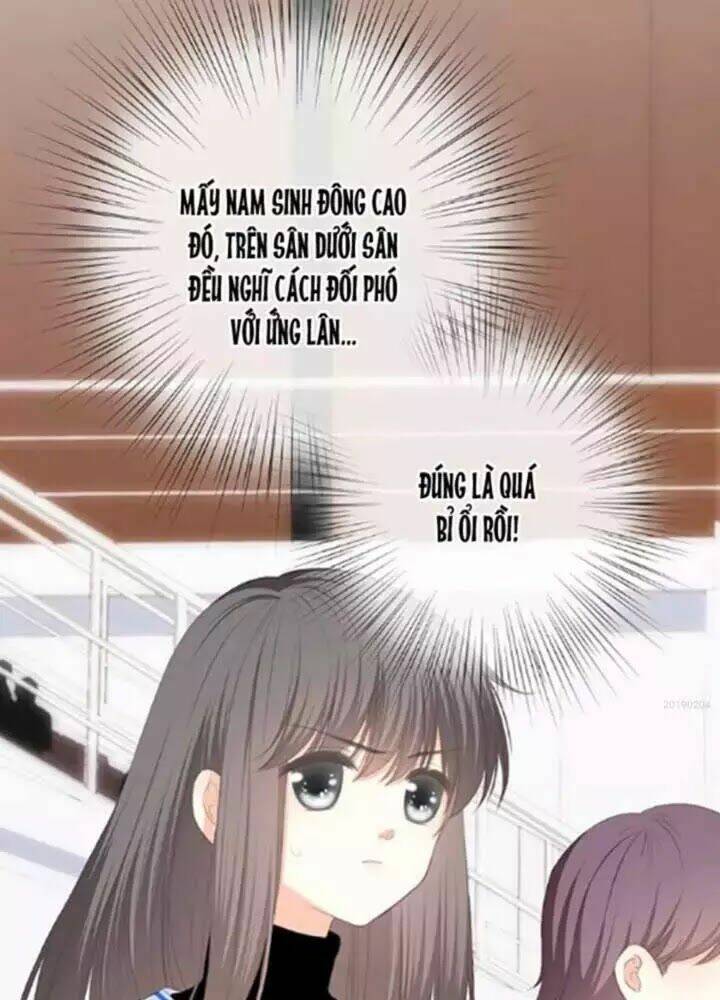 MẤY NAM SINH ĐÔNG CAO
ĐÓ, TRÊN SÂN DƯỚI SÂN
ĐỀU NGHĨ CÁCH ĐỐI PHÓ
VỚI ỨNG LÂN...
ĐÚNG LÀ QUÁ
BỈ ỔI RỒI!
20190204